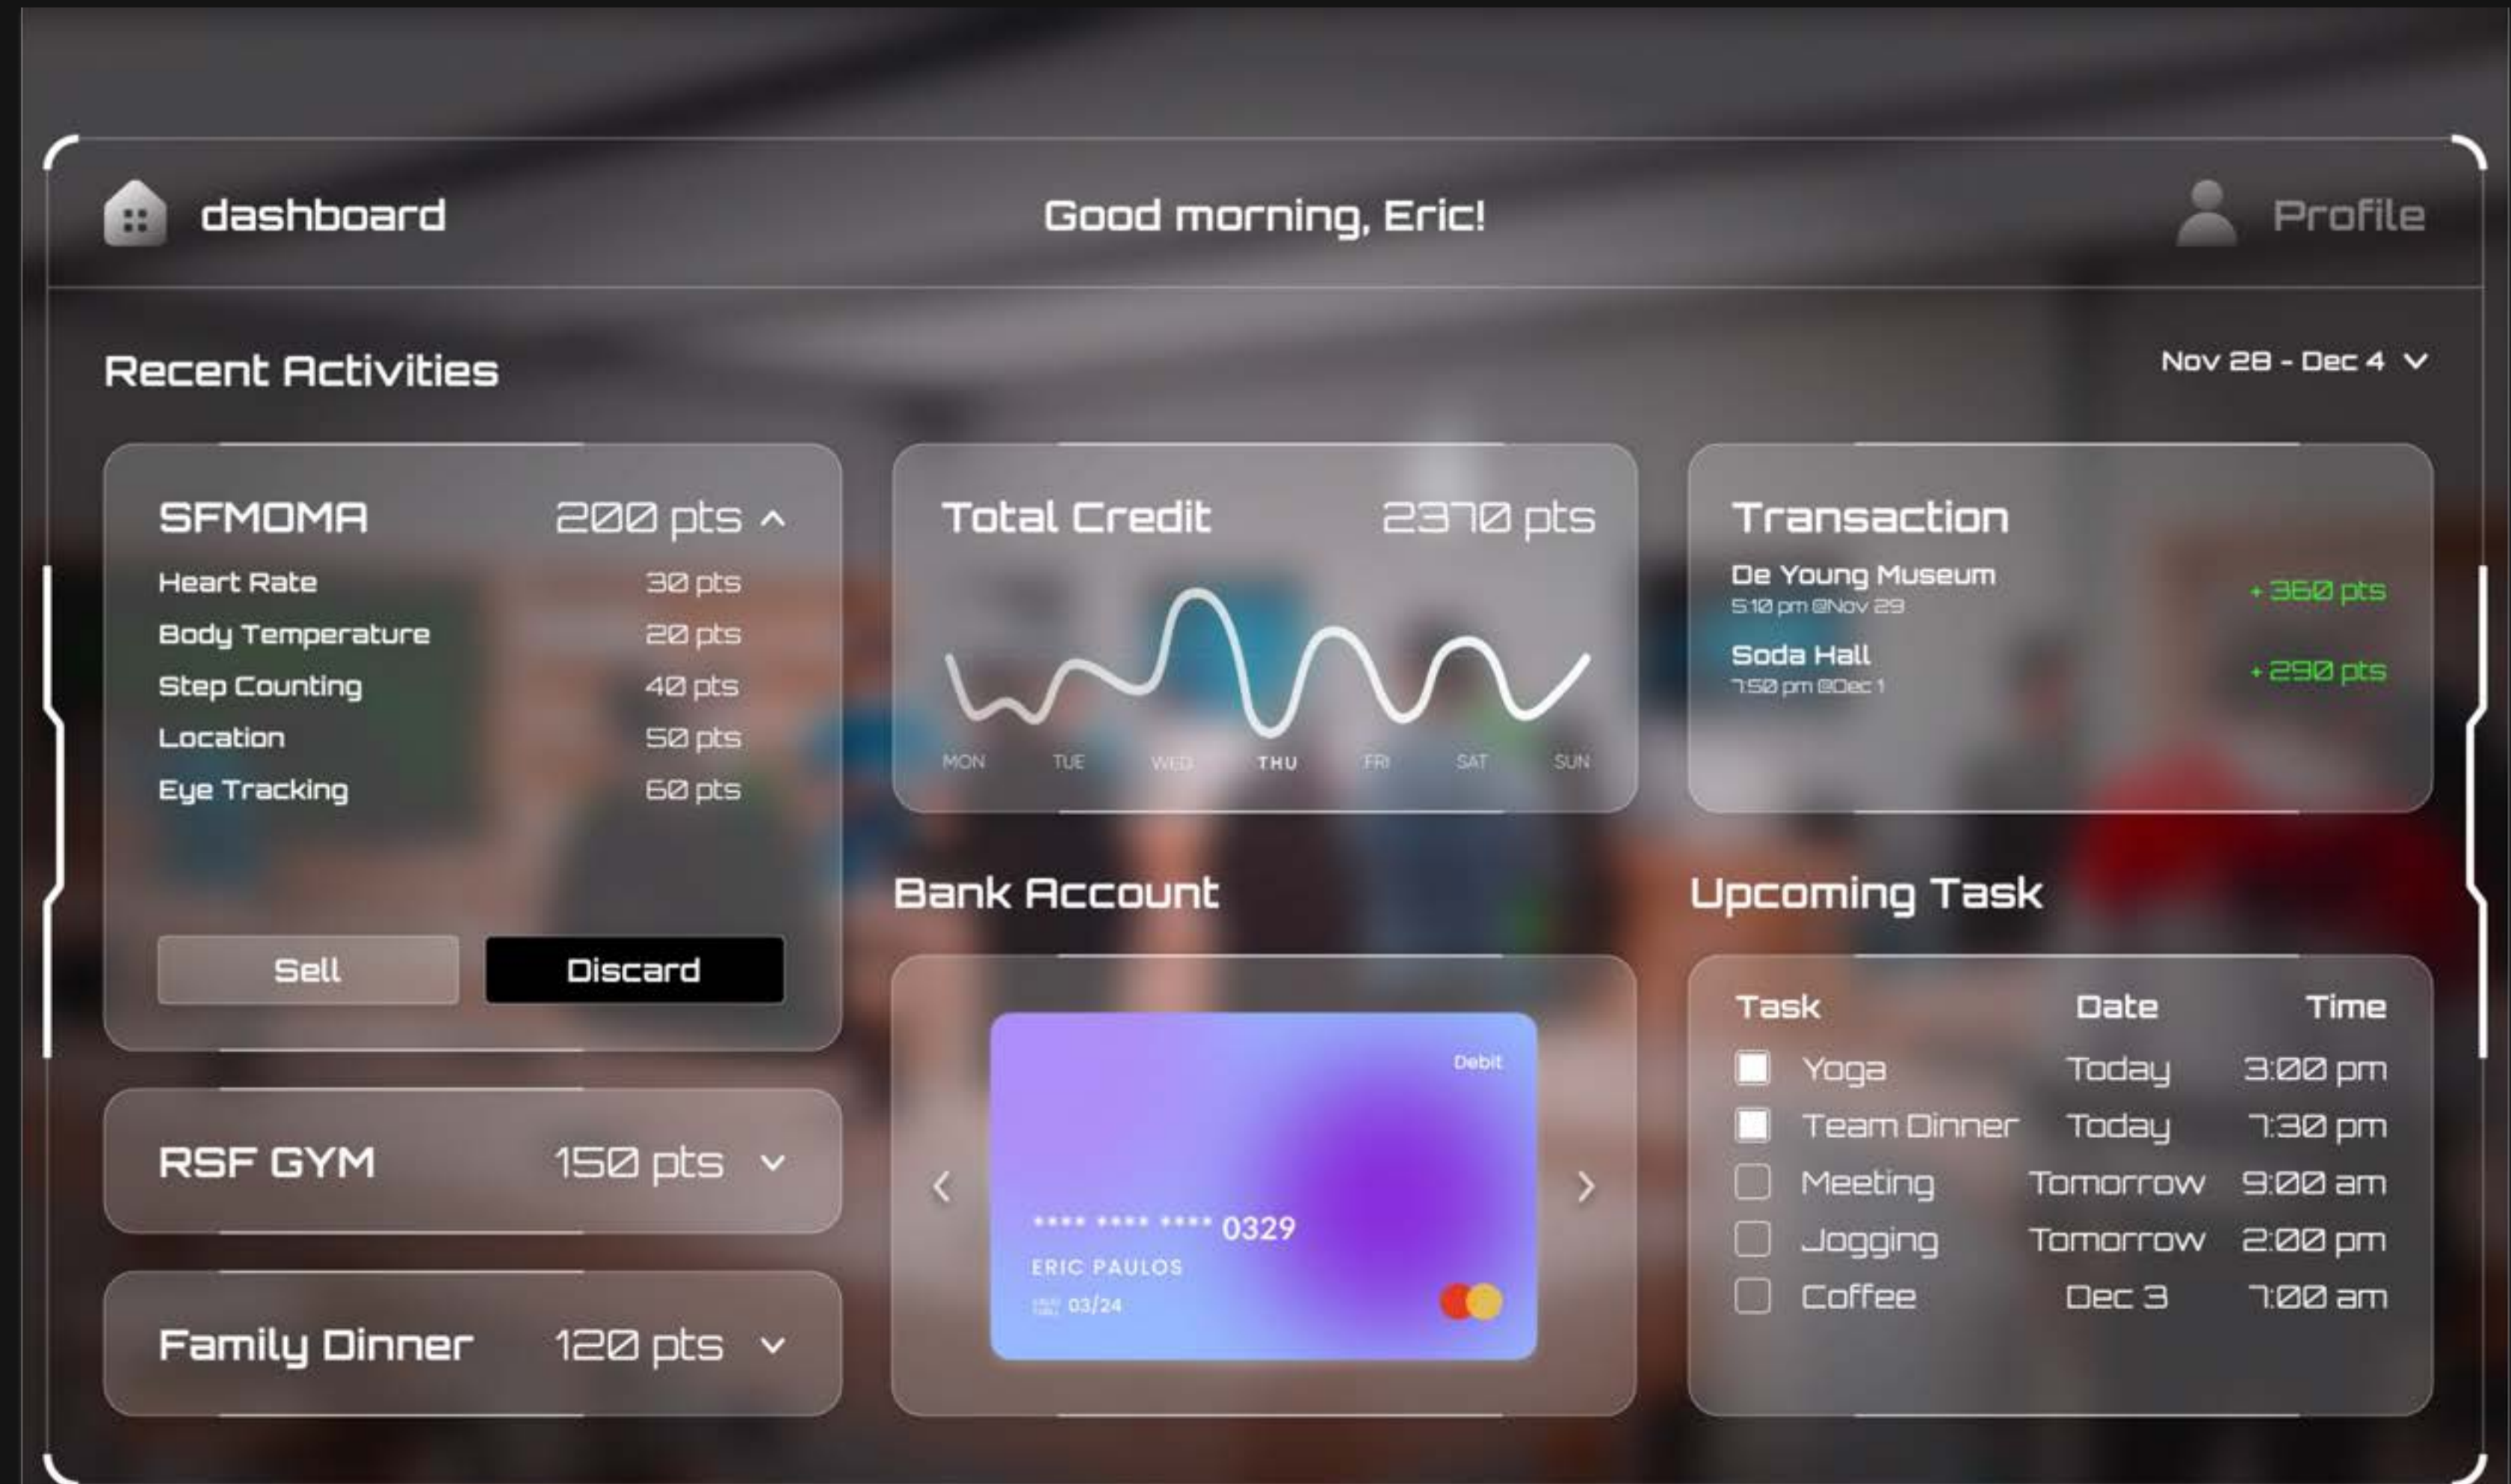 dashboard
Good morning, Eric!
Profile
Recent Activities
Nov 28 - Dec 4
SFMOMA 200 pts
Heart Rate 30 pts
Body Temperature 20 pts
Step Counting 40 pts
Location 50 pts
Eye Tracking 60 pts
Sell Discard
RSF GYM 150 pts
Family Dinner 120 pts
Total Credit 2370 pts
MON TUE WED THU FRI SAT SUN
Transaction
De Young Museum
5:10 pm @Nov 29
+ 360 pts
Soda Hall
7:50 pm @Dec 1
+ 290 pts
Bank Account
Debit
**** **** **** 0329
ERIC PAULOS
03/24
Upcoming Task
Task Date Time
Yoga Today 3:00 pm
Team Dinner Today 7:30 pm
Meeting Tomorrow 9:00 am
Jogging Tomorrow 2:00 pm
Coffee Dec 3 7:00 am